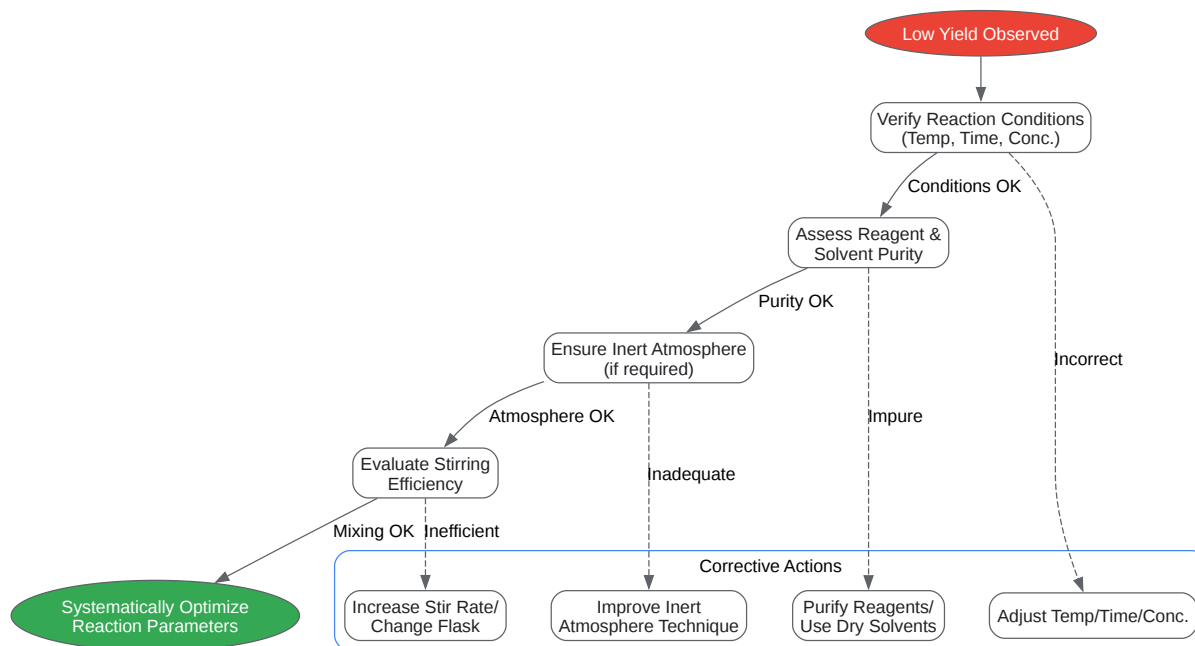 Low Yield Observed
Verify Reaction Conditions
(Temp, Time, Conc.)
Conditions OK
Assess Reagent &
Solvent Purity
Purity OK
Ensure Inert Atmosphere
(if required)
Incorrect
Atmosphere OK
Impure
Evaluate Stirring
Efficiency
Inadequate
Mixing OK
Inefficient
Corrective Actions
Systematically Optimize
Reaction Parameters
Increase Stir Rate/
Change Flask
Improve Inert
Atmosphere Technique
Purify Reagents/
Use Dry Solvents
Adjust Temp/Time/Conc.